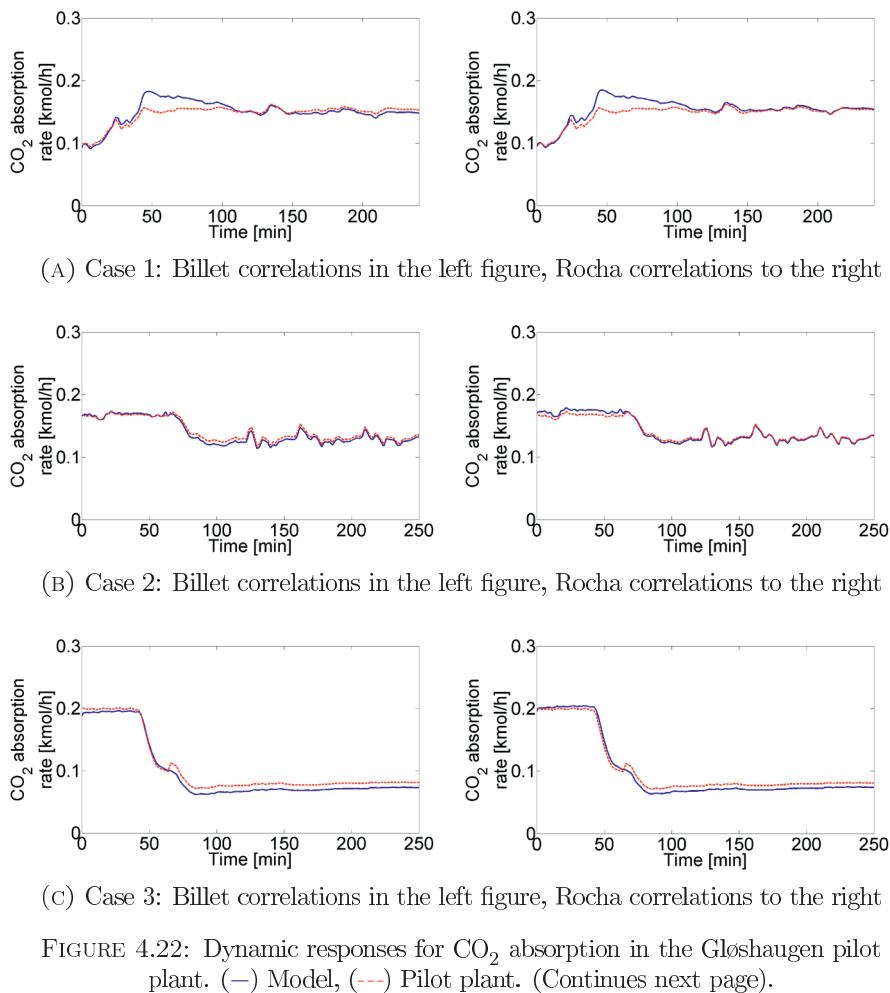 0.3
0.2
0.1
0
CO2 absorption
rate [kmol/h]
0 50 100 150 200
Time [min]
0.3
0.2
0.1
0
CO2 absorption
rate [kmol/h]
0 50 100 150 200
Time [min]
(A) Case 1: Billet correlations in the left figure, Rocha correlations to the right
0.3
0.2
0.1
0
CO2 absorption
rate [kmol/h]
0 50 100 150 200 250
Time [min]
0.3
0.2
0.1
0
CO2 absorption
rate [kmol/h]
0 50 100 150 200 250
Time [min]
(B) Case 2: Billet correlations in the left figure, Rocha correlations to the right
0.3
0.2
0.1
0
CO2 absorption
rate [kmol/h]
0 50 100 150 200 250
Time [min]
0.3
0.2
0.1
0
CO2 absorption
rate [kmol/h]
0 50 100 150 200 250
Time [min]
(C) Case 3: Billet correlations in the left figure, Rocha correlations to the right
FIGURE 4.22: Dynamic responses for CO2 absorption in the Gløshaugen pilot
plant. (—) Model, (---) Pilot plant. (Continues next page).